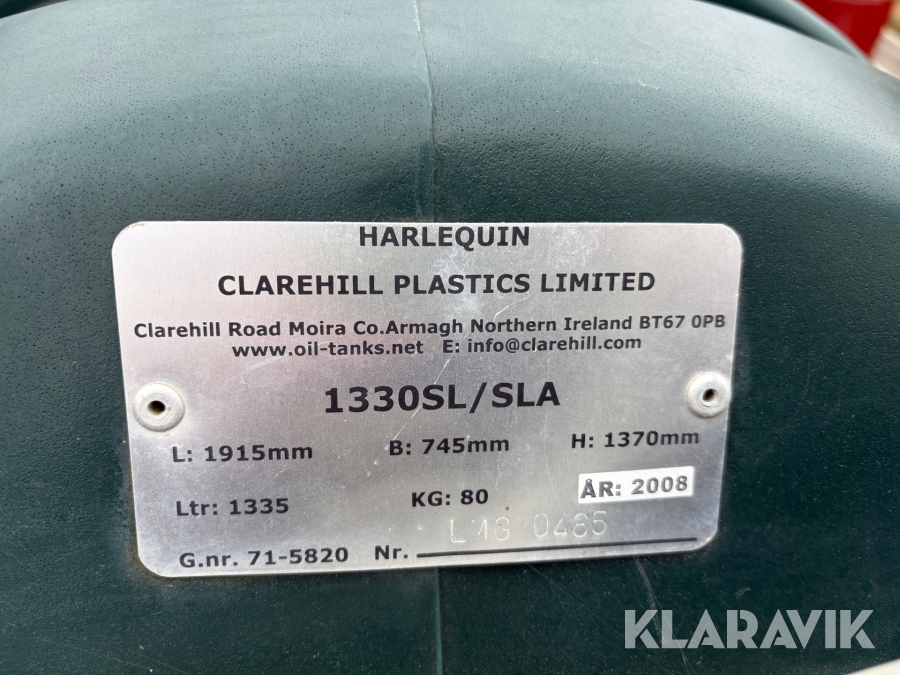 HARLEQUIN
CLAREHILL PLASTICS LIMITED
Clarehill Road Moira Co.Armagh Northern Ireland BT67 0PB
www.oil-tanks.net E: info@clarehill.com
1330SL/SLA
L: 1915mm B: 745mm H: 1370mm
Ltr: 1335 KG: 80 ÅR: 2008
G.nr. 71-5820 Nr. 0465
KLARAVIK